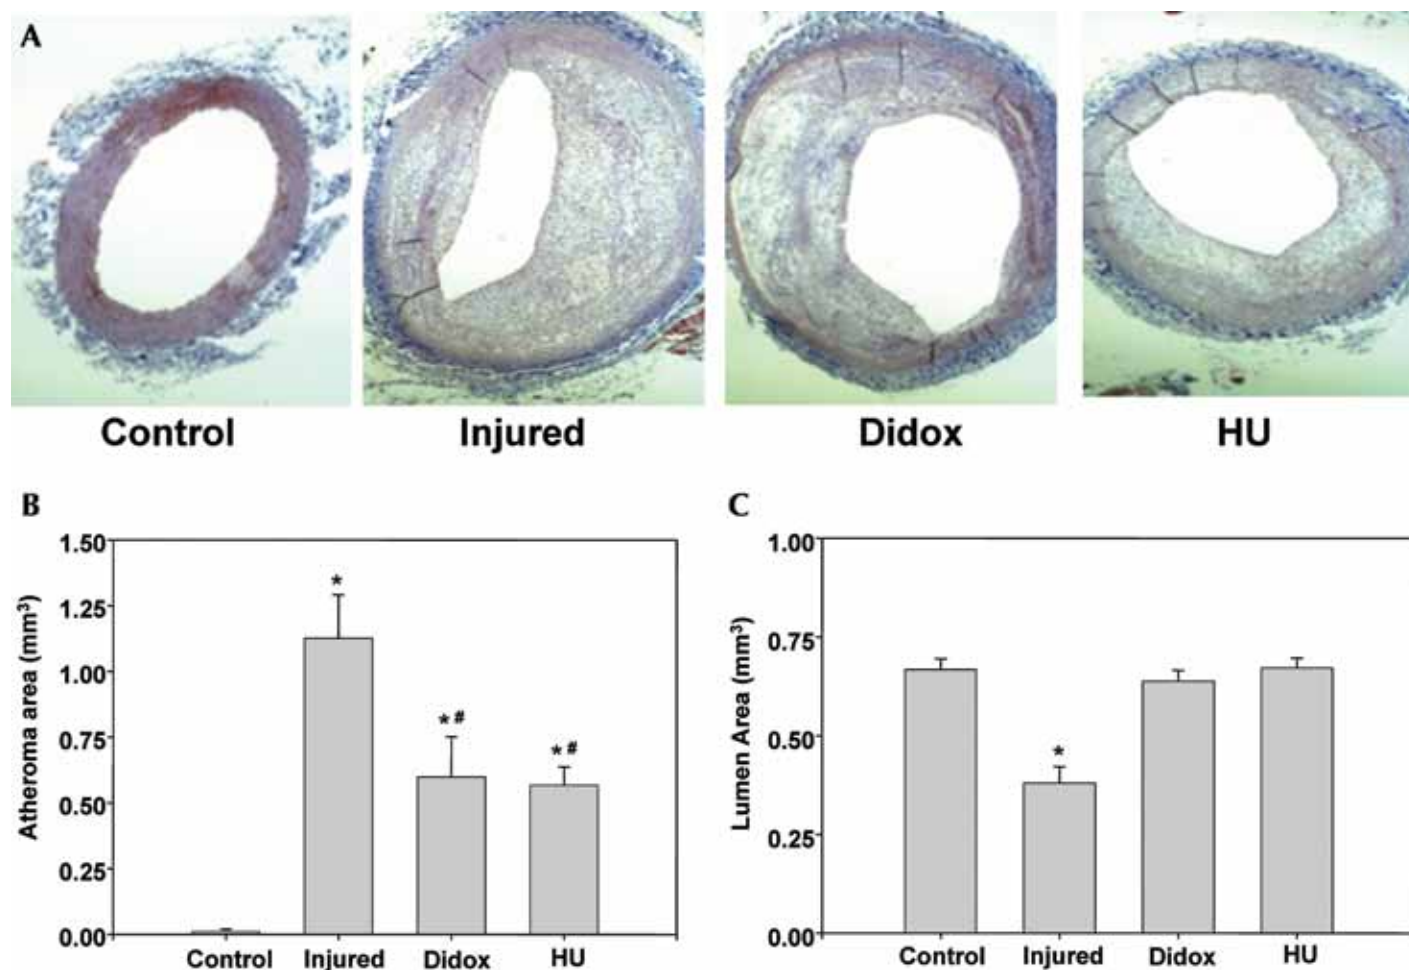 A
Control Injured Didox HU
B
Atheroma area (mm³)
1.50
1.25
1.00
0.75
0.50
0.25
0.00
*
*#
*#
Control Injured Didox HU
C
Lumen Area (mm³)
1.00
0.75
0.50
0.25
0.00
*
Control Injured Didox HU